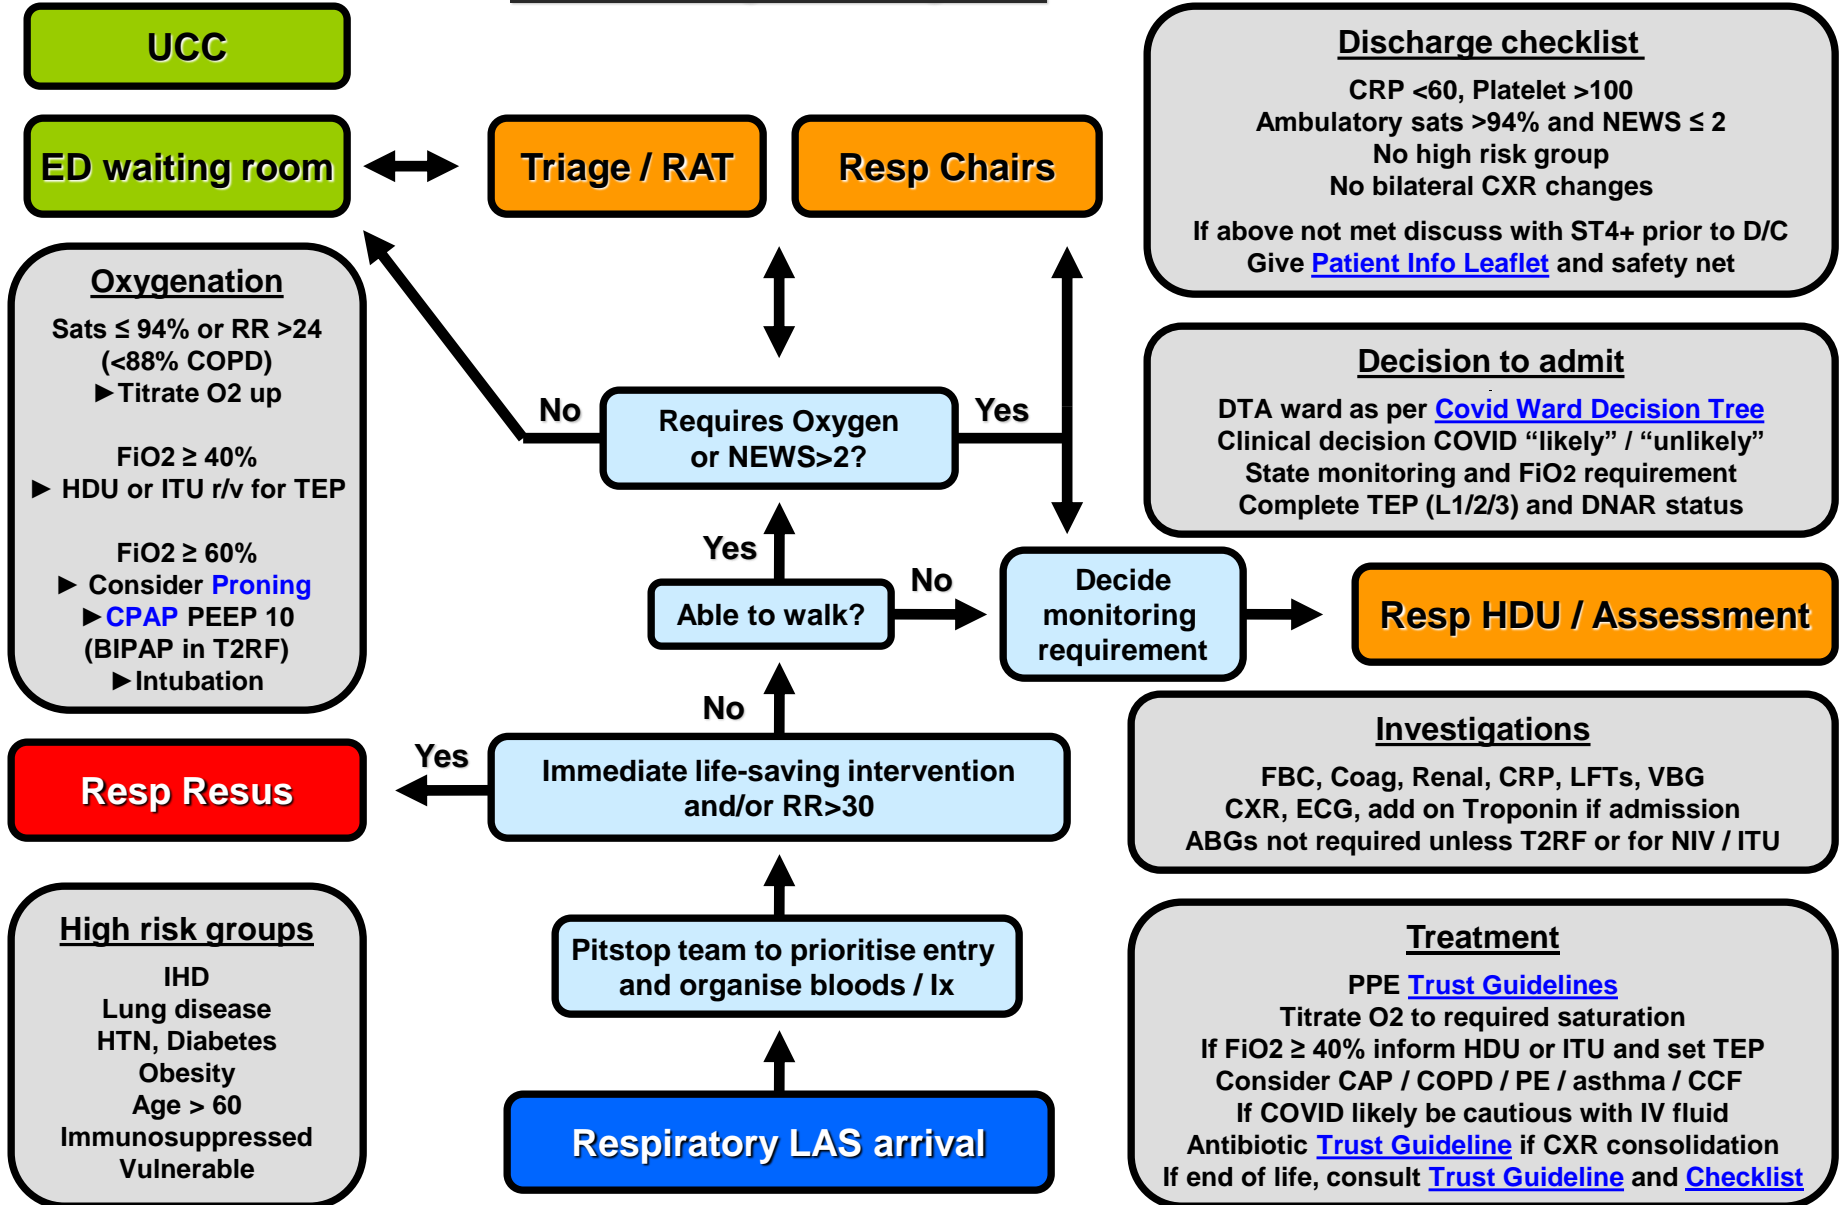 UCC
ED waiting room
Triage / RAT
Resp Chairs
Discharge checklist
CRP <60, Platelet >100
Ambulatory sats >94% and NEWS ≤ 2
No high risk group
No bilateral CXR changes
If above not met discuss with ST4+ prior to D/C
Give Patient Info Leaflet and safety net
Oxygenation
Sats ≤ 94% or RR >24
(<88% COPD)
►Titrate O2 up
FiO2 ≥ 40%
► HDU or ITU r/v for TEP
FiO2 ≥ 60%
► Consider Proning
►CPAP PEEP 10
(BIPAP in T2RF)
►Intubation
No
Requires Oxygen
or NEWS>2?
Yes
Decision to admit
DTA ward as per Covid Ward Decision Tree
Clinical decision COVID “likely” / “unlikely”
State monitoring and FiO2 requirement
Complete TEP (L1/2/3) and DNAR status
Yes
Able to walk?
No
Decide
monitoring
requirement
Resp HDU / Assessment
No
Resp Resus
Yes
Immediate life-saving intervention
and/or RR>30
Investigations
FBC, Coag, Renal, CRP, LFTs, VBG
CXR, ECG, add on Troponin if admission
ABGs not required unless T2RF or for NIV / ITU
High risk groups
IHD
Lung disease
HTN, Diabetes
Obesity
Age > 60
Immunosuppressed
Vulnerable
Pitstop team to prioritise entry
and organise bloods / Ix
Respiratory LAS arrival
Treatment
PPE Trust Guidelines
Titrate O2 to required saturation
If FiO2 ≥ 40% inform HDU or ITU and set TEP
Consider CAP / COPD / PE / asthma / CCF
If COVID likely be cautious with IV fluid
Antibiotic Trust Guideline if CXR consolidation
If end of life, consult Trust Guideline and Checklist